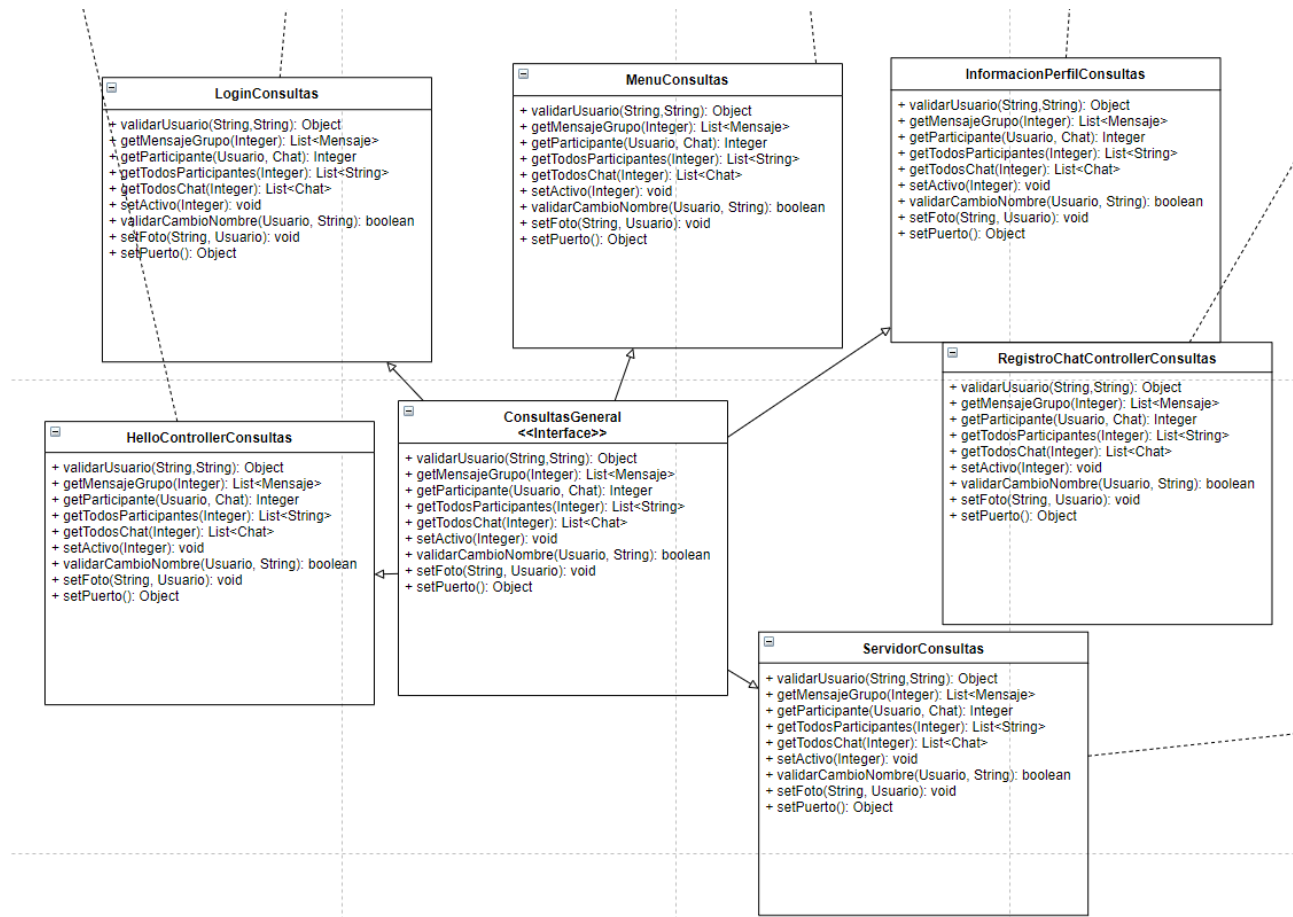 LoginConsultas
+ validarUsuario(String,String): Object
+ getMensajeGrupo(Integer): List<Mensaje>
+ getParticipante(Usuario, Chat): Integer
+ getTodosParticipantes(Integer): List<String>
+ getTodosChat(Integer): List<Chat>
+ setActivo(Integer): void
+ validarCambioNombre(Usuario, String): boolean
+ setFoto(String, Usuario): void
+ setPuerto(): Object
MenuConsultas
+ validarUsuario(String,String): Object
+ getMensajeGrupo(Integer): List<Mensaje>
+ getParticipante(Usuario, Chat): Integer
+ getTodosParticipantes(Integer): List<String>
+ getTodosChat(Integer): List<Chat>
+ setActivo(Integer): void
+ validarCambioNombre(Usuario, String): boolean
+ setFoto(String, Usuario): void
+ setPuerto(): Object
InformacionPerfilConsultas
+ validarUsuario(String,String): Object
+ getMensajeGrupo(Integer): List<Mensaje>
+ getParticipante(Usuario, Chat): Integer
+ getTodosParticipantes(Integer): List<String>
+ getTodosChat(Integer): List<Chat>
+ setActivo(Integer): void
+ validarCambioNombre(Usuario, String): boolean
+ setFoto(String, Usuario): void
+ setPuerto(): Object
RegistroChatControllerConsultas
+ validarUsuario(String,String): Object
+ getMensajeGrupo(Integer): List<Mensaje>
+ getParticipante(Usuario, Chat): Integer
+ getTodosParticipantes(Integer): List<String>
+ getTodosChat(Integer): List<Chat>
+ setActivo(Integer): void
+ validarCambioNombre(Usuario, String): boolean
+ setFoto(String, Usuario): void
+ setPuerto(): Object
HelloControllerConsultas
+ validarUsuario(String,String): Object
+ getMensajeGrupo(Integer): List<Mensaje>
+ getParticipante(Usuario, Chat): Integer
+ getTodosParticipantes(Integer): List<String>
+ getTodosChat(Integer): List<Chat>
+ setActivo(Integer): void
+ validarCambioNombre(Usuario, String): boolean
+ setFoto(String, Usuario): void
+ setPuerto(): Object
ConsultasGeneral
<<Interface>>
+ validarUsuario(String,String): Object
+ getMensajeGrupo(Integer): List<Mensaje>
+ getParticipante(Usuario, Chat): Integer
+ getTodosParticipantes(Integer): List<String>
+ getTodosChat(Integer): List<Chat>
+ setActivo(Integer): void
+ validarCambioNombre(Usuario, String): boolean
+ setFoto(String, Usuario): void
+ setPuerto(): Object
ServidorConsultas
+ validarUsuario(String,String): Object
+ getMensajeGrupo(Integer): List<Mensaje>
+ getParticipante(Usuario, Chat): Integer
+ getTodosParticipantes(Integer): List<String>
+ getTodosChat(Integer): List<Chat>
+ setActivo(Integer): void
+ validarCambioNombre(Usuario, String): boolean
+ setFoto(String, Usuario): void
+ setPuerto(): Object